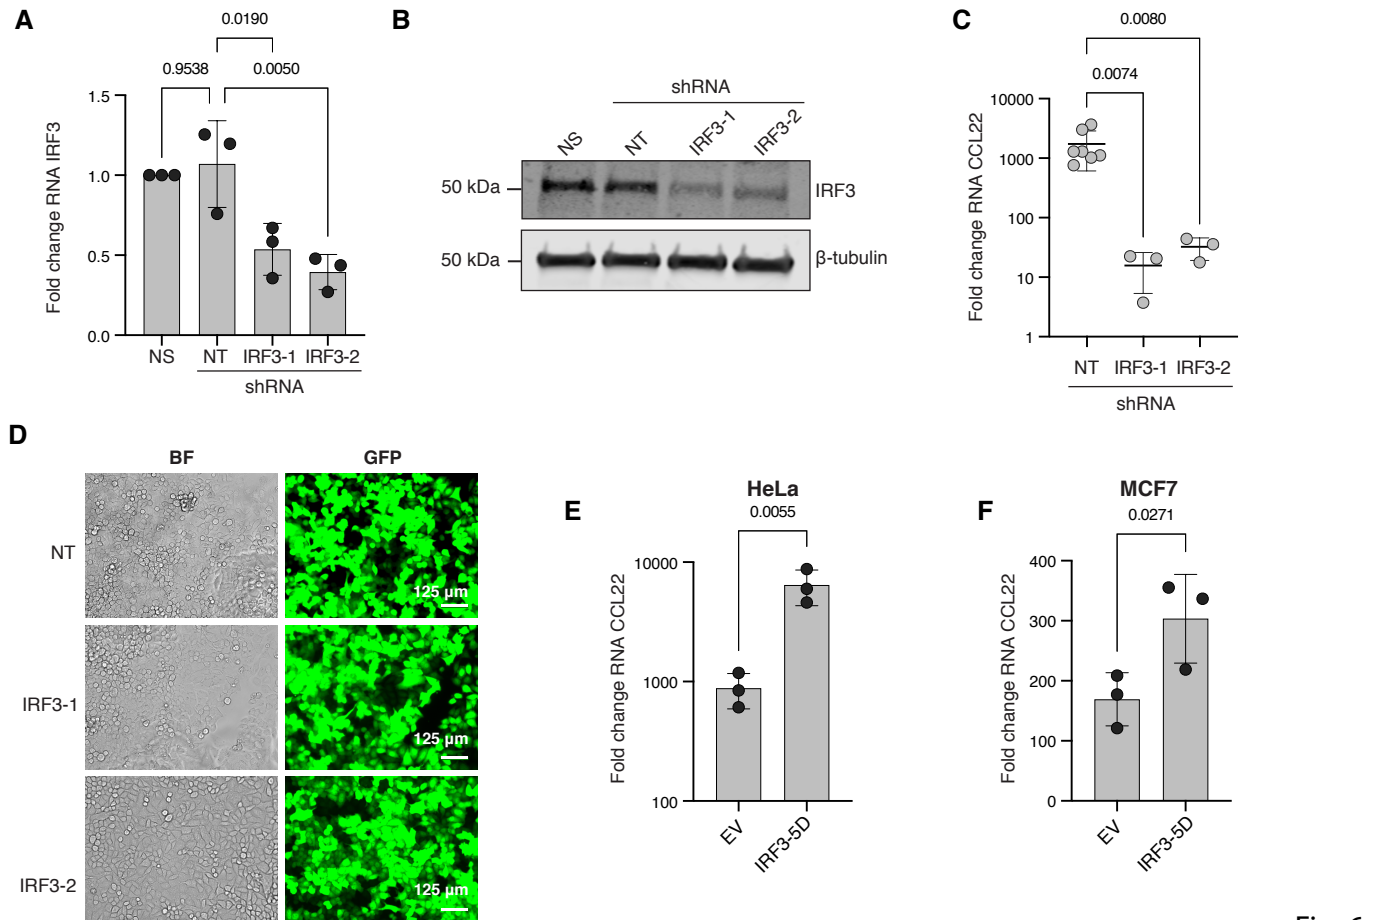 A
0.0190
0.9538
0.0050
Fold change RNA IRF3
1.5
1.0
0.5
0.0
NS
NT
IRF3-1
IRF3-2
shRNA
B
shRNA
NS
NT
IRF3-1
IRF3-2
50 kDa
IRF3
50 kDa
β-tubulin
C
0.0080
0.0074
Fold change RNA CCL22
10000
1000
100
10
1
NT
IRF3-1
IRF3-2
shRNA
D
BF
GFP
NT
125 µm
IRF3-1
125 µm
IRF3-2
125 µm
E
HeLa
0.0055
Fold change RNA CCL22
10000
1000
100
EV
IRF3-5D
F
MCF7
0.0271
Fold change RNA CCL22
400
300
200
100
0
EV
IRF3-5D